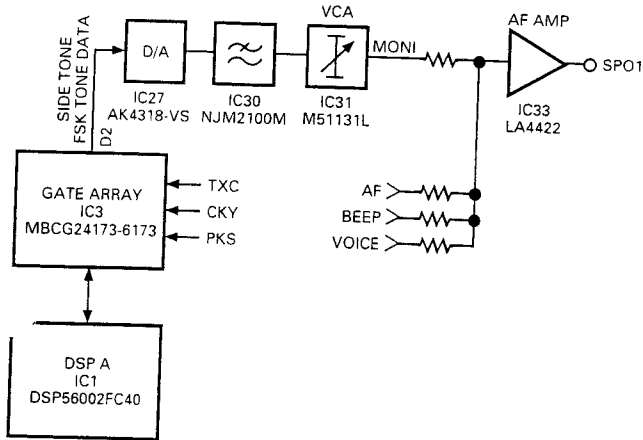 VCA
AF AMP
D/A
MONI
SPO1
IC27
AK4318-VS
IC30
NJM2100M
IC31
M51131L
IC33
LA4422
SIDE TONE
FSK TONE DATA
D2
GATE ARRAY
IC3
MBCG24173-6173
TXC
CKY
PKS
AF
BEEP
VOICE
DSP A
IC1
DSP56002FC40